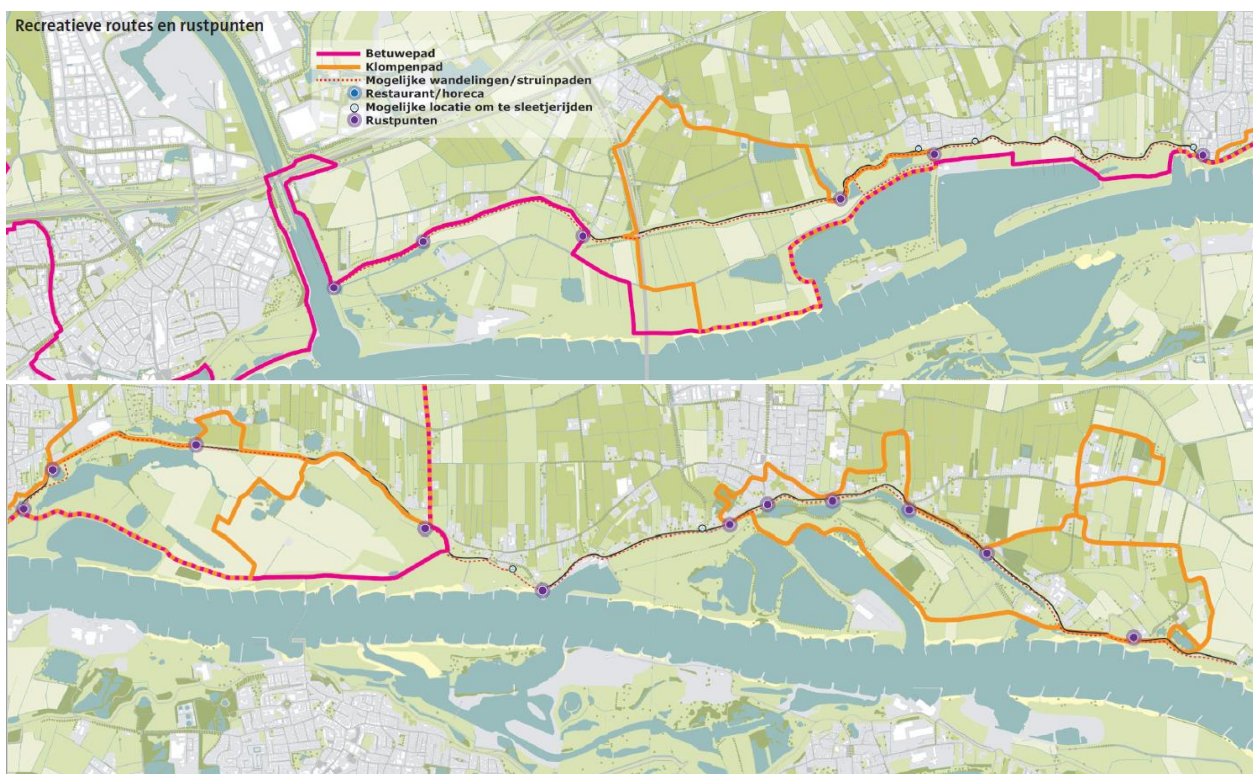 Recreatieve routes en rustpunten
Betuwepad
Klompenpad
Mogelijke wandelingen/struinpaden
Restaurant/horeca
Mogelijke locatie om te sleetjerijden
Rustpunten